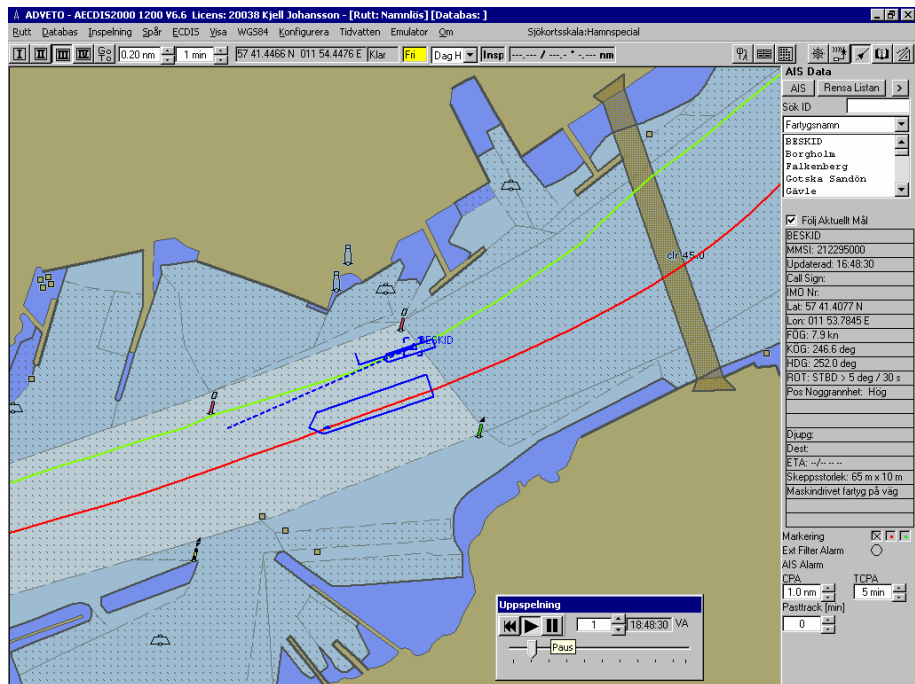 ADVETO - AECDIS2000 1200 V6.6 Licens: 20038 Kjell Johansson - [Rutt: Namnlös] [Databas: ]
Rutt Databas Inspelning Spår ECDIS Visa WGS84 Konfigurera Tidvatten Emulator Om Sjökortsskala:Hamnspecial
I II III IIII Go To 0.20 nm 1 min 57 41.4466 N 011 54.4476 E Klar Fri Dag H Insp ---,--- / ---.- ° -.--- nm
AIS Data
AIS Rensa Listan >
Sök ID
Fartygsnamn
BESKID
Borgholm
Falkenberg
Gotska Sandön
Gävle
Följ Aktuellt Mål
BESKID
MMSI: 212295000
Updaterad: 16:48:30
Call Sign:
IMO Nr:
Lat: 57 41.4077 N
Lon: 011 53.7845 E
FÖG: 7.9 kn
KÖG: 246.6 deg
HDG: 252.0 deg
ROT: STBD > 5 deg / 30 s
Pos Noggrannhet: Hög
Djupg:
Dest:
ETA: --/-- -- --
Skeppsstorlek: 65 m x 10 m
Maskindrivet fartyg på väg
Markering
Ext Filter Alarm
AIS Alarm
CPA TCPA
1.0 nm 5 min
Pasttrack [min]
0
clr 45.0
BESKID
Uppspelning
1 18:48:30 VA
Paus